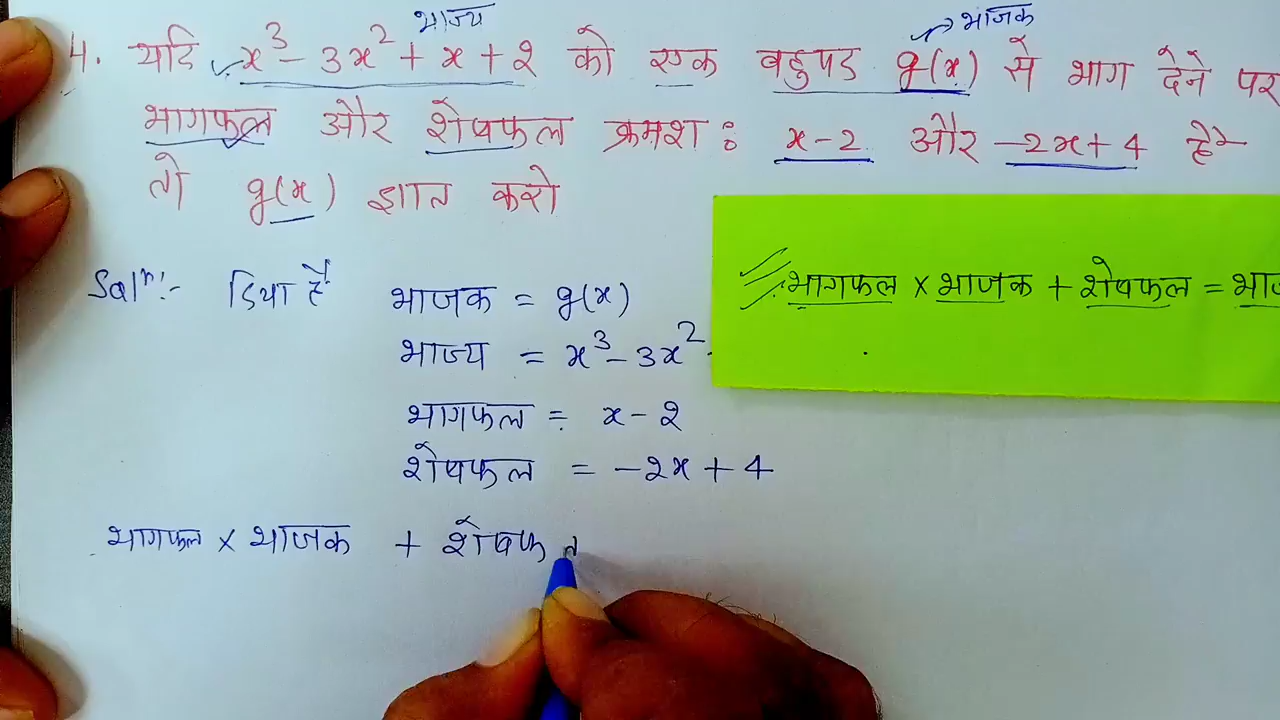 भाज्य → भाजक
4. यदि x³ - 3x² + x + 2 को एक बहुपद g(x) से भाग देने पर
भागफल और शेषफल क्रमश: x-2 और -2x+4 है
तो g(x) ज्ञात करो
Solⁿ:- दिया है भाजक = g(x)
भाज्य = x³ - 3x²
भागफल = x - 2
शेषफल = -2x + 4
भागफल × भाजक + शेषफल =
भागफल × भाजक + शेषफ